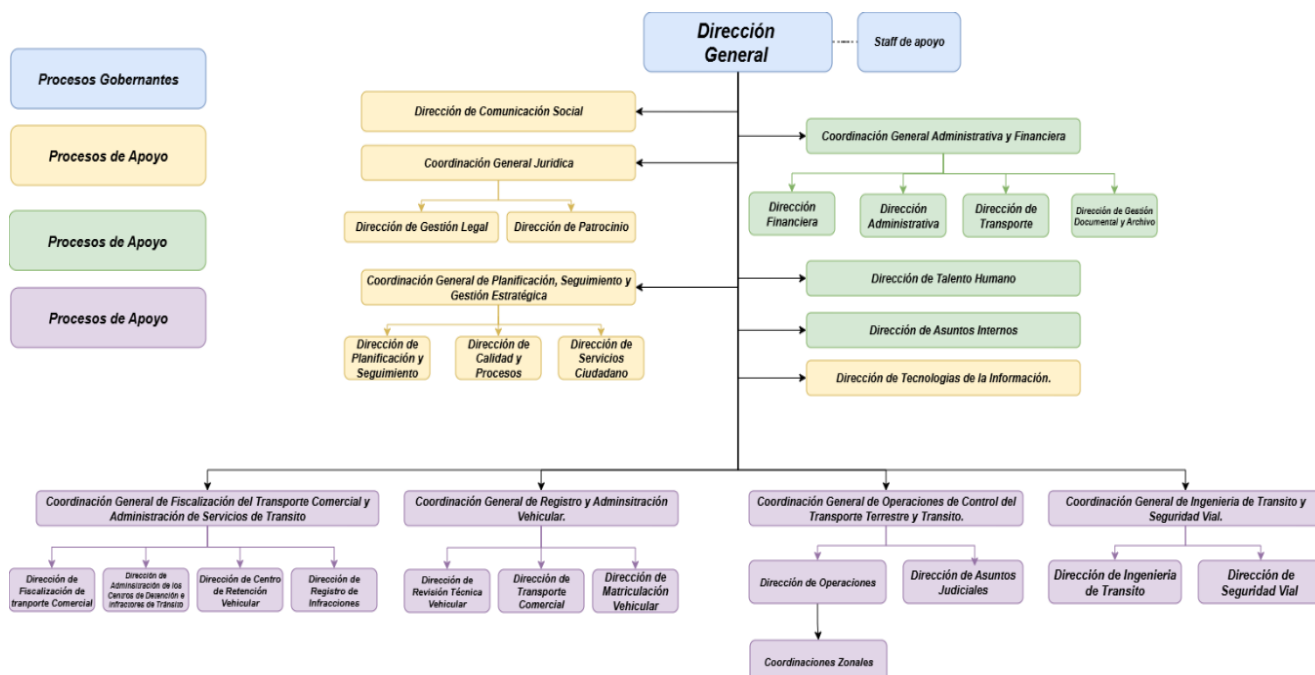 Dirección
General
Staff de apoyo
Procesos Gobernantes
Procesos de Apoyo
Procesos de Apoyo
Procesos de Apoyo
Dirección de Comunicación Social
Coordinación General Juridica
Dirección de Gestión Legal
Dirección de Patrocinio
Coordinación General de Planificación, Seguimiento y
Gestión Estratégica
Dirección de
Planificación y
Seguimiento
Dirección de
Calidad y
Procesos
Dirección de
Servicios
Ciudadano
Coordinación General Administrativa y Financiera
Dirección
Financiera
Dirección
Administrativa
Dirección de
Transporte
Dirección de Gestión
Documental y Archivo
Dirección de Talento Humano
Dirección de Asuntos Internos
Dirección de Tecnologias de la Información.
Coordinación General de Fiscalización del Transporte Comercial y
Administración de Servicios de Transito
Dirección de
Fiscalización de
tranporte Comercial
Dirección de
Adminsitración de los
Centros de Detención e
Infractores de Tránsito
Dirección de Centro
de Retención
Vehicular
Dirección de
Registro de
Infracciones
Coordinación General de Registro y Adminsitración
Vehicular.
Dirección de
Revisión Técnica
Vehicular
Dirección de
Transporte
Comercial
Dirección de
Matriculación
Vehicular
Coordinación General de Operaciones de Control del
Transporte Terrestre y Transito.
Dirección de Operaciones
Dirección de Asuntos
Judiciales
Coordinaciones Zonales
Coordinación General de Ingenieria de Transito y
Seguridad Vial.
Dirección de Ingeniería
de Transito
Dirección de
Seguridad Vial